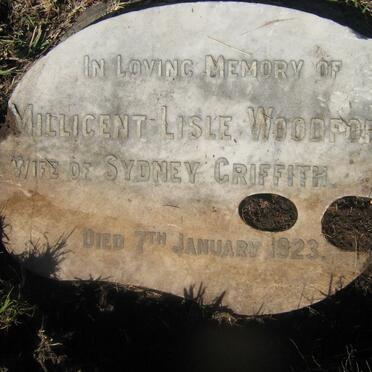 In Loving Memory of
Millicent Lisle Woodfor
Wife of Sydney Griffith.
Died 7th January 1923.